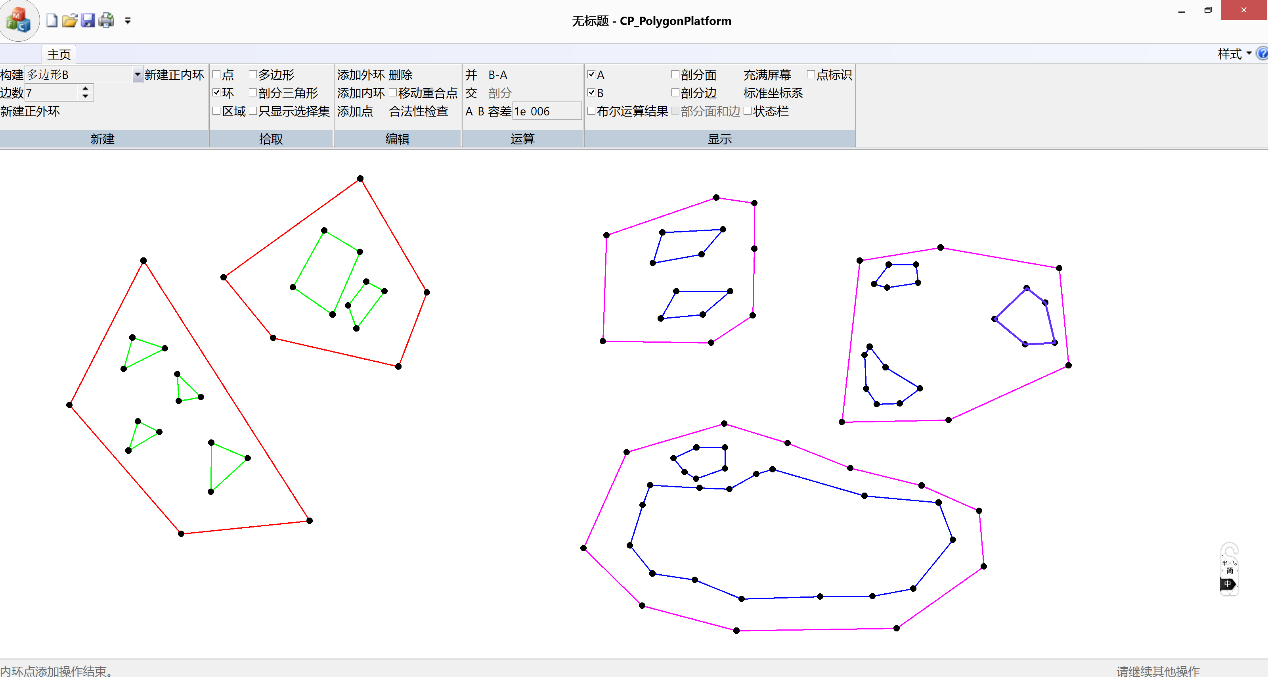 无标题 - CP_PolygonPlatform
主页
样式
构建 多边形B 新建正内环 点 多边形 添加外环 删除 并 B-A A 剖分面 充满屏幕 点标识
边数 7 环 剖分三角形 添加内环 移动重合点 交 剖分 B 剖分边 标准坐标系
新建正外环 区域 只显示选择集 添加点 合法性检查 A B 容差 1e 006 布尔运算结果 剖分面和边 状态栏
新建 拾取 编辑 运算 显示
简
中
内环点添加操作结束。 请继续其他操作